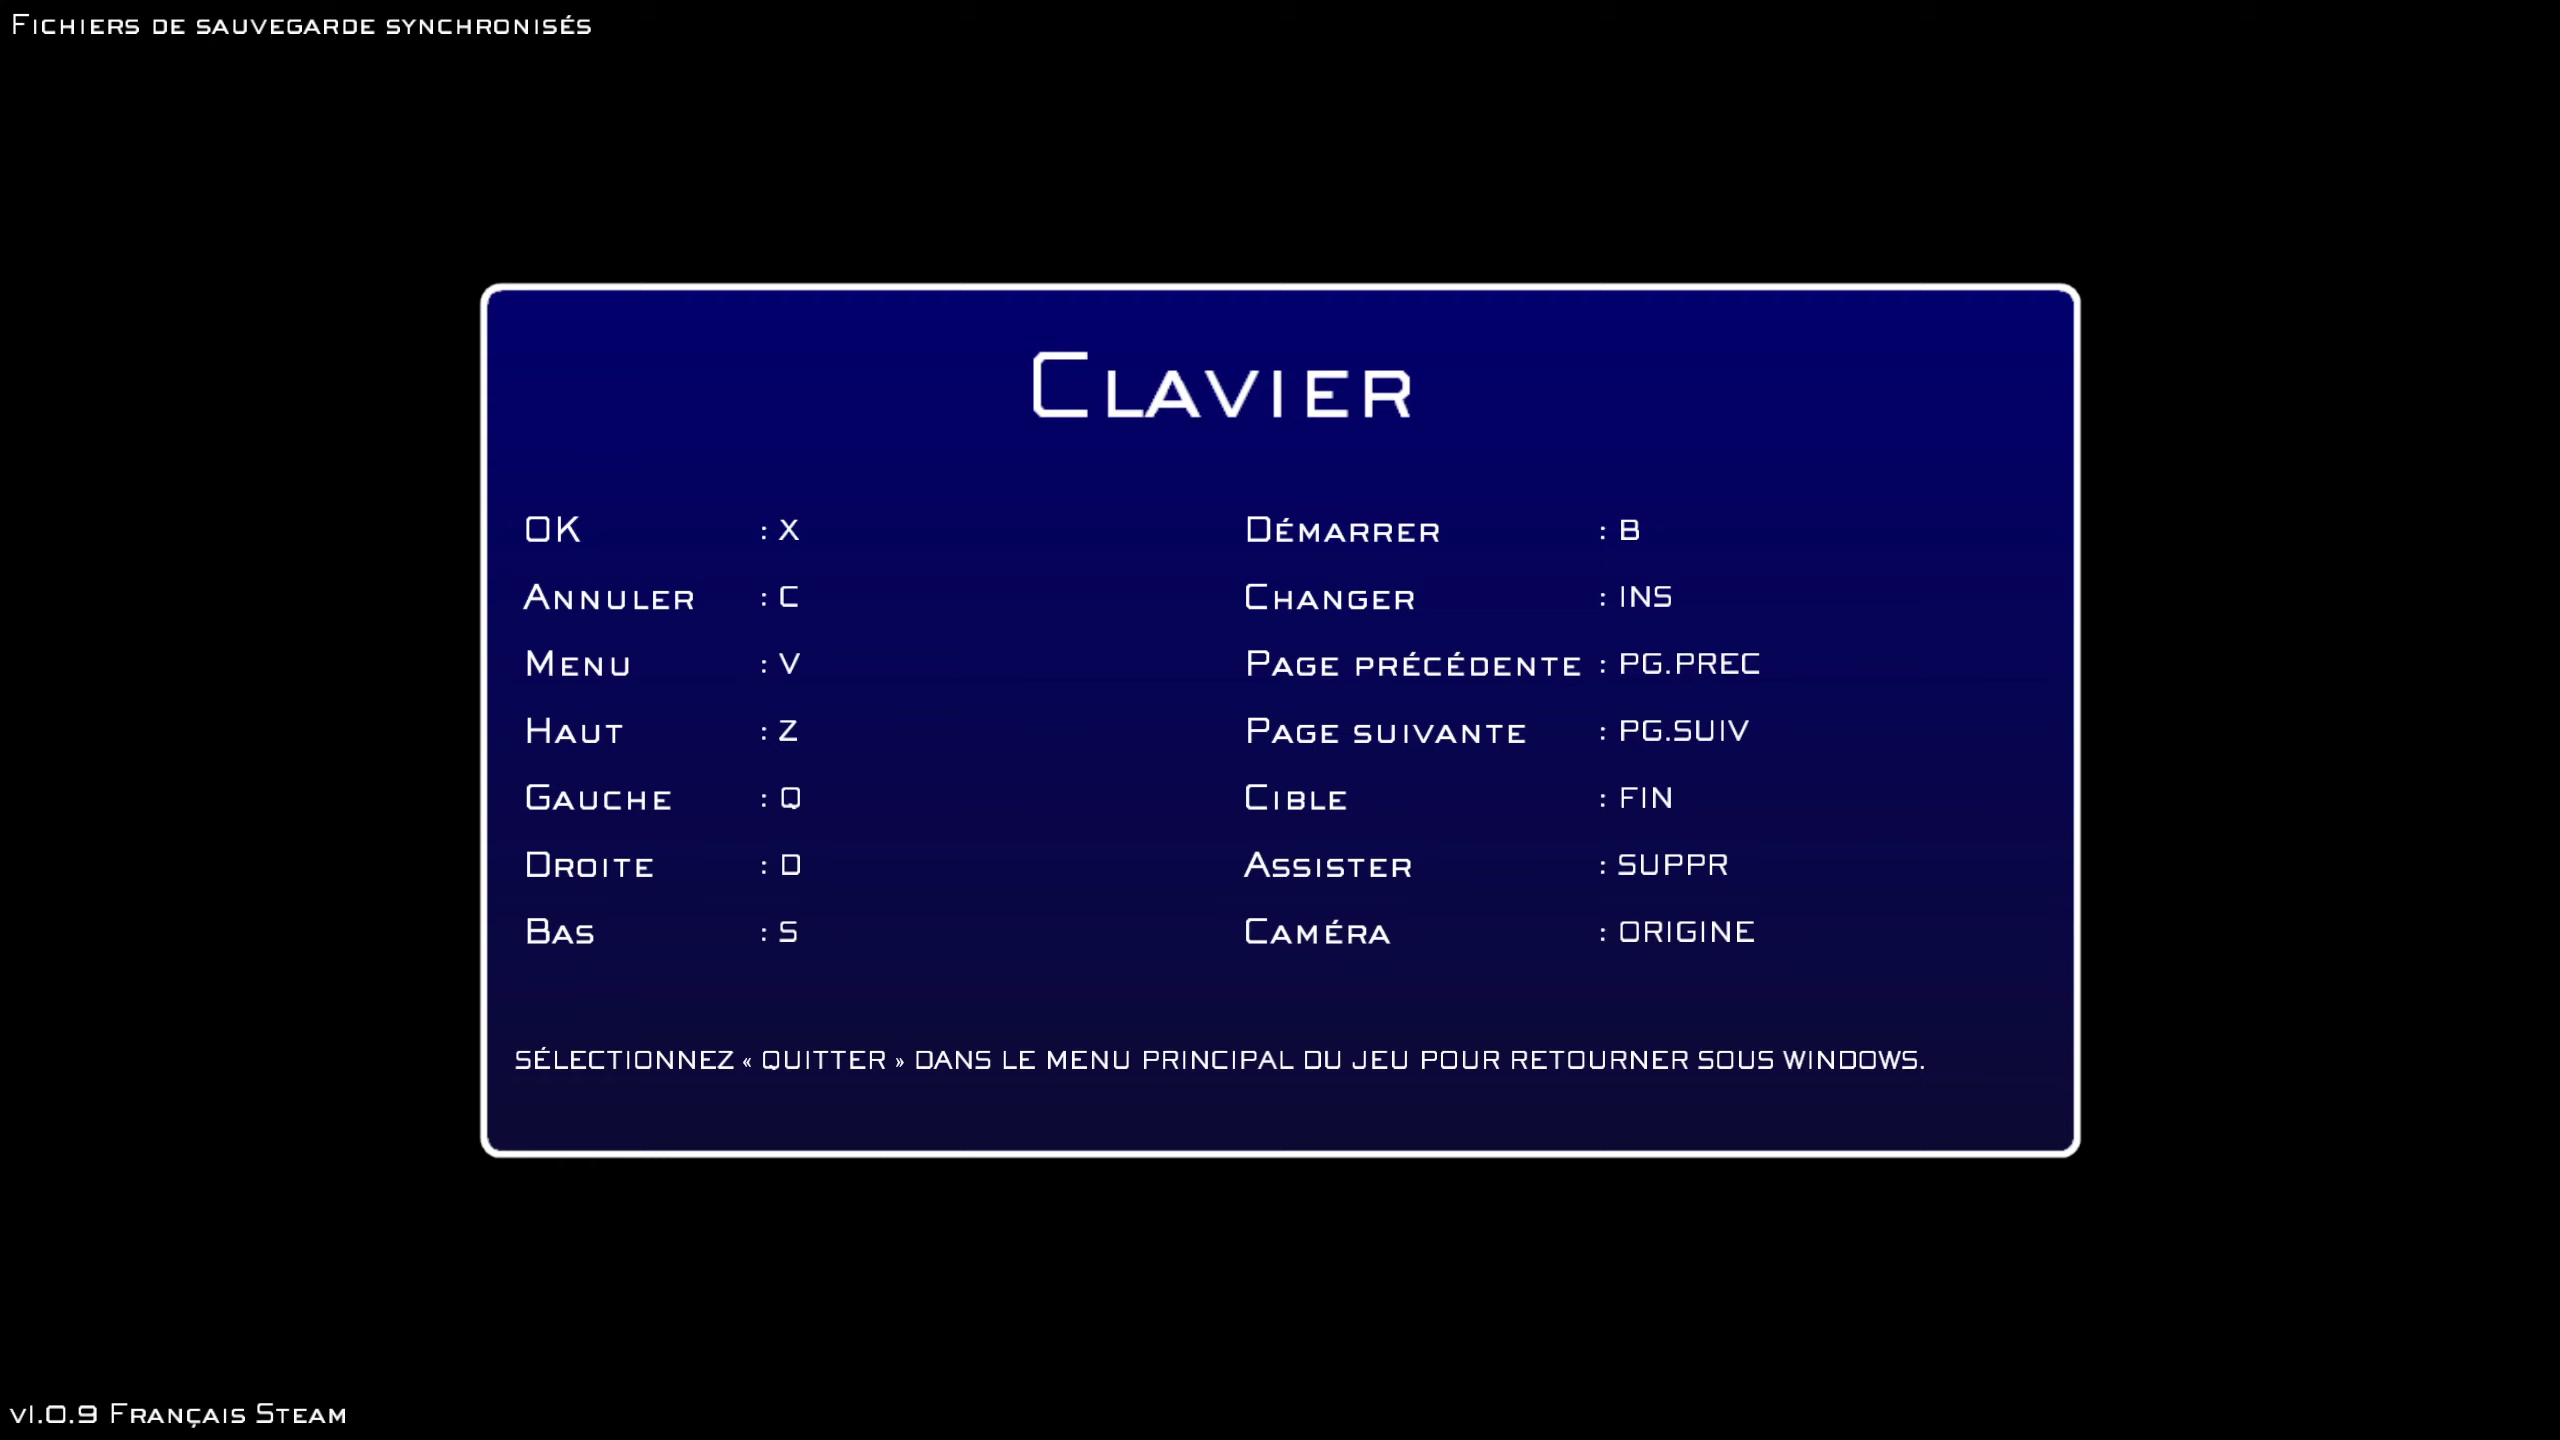 Fichiers de sauvegarde synchronisés
Clavier
OK : X
Annuler : C
Menu : V
Haut : Z
Gauche : Q
Droite : D
Bas : S
Démarrer : B
Changer : INS
Page précédente : PG.PREC
Page suivante : PG.SUIV
Cible : FIN
Assister : SUPPR
Caméra : ORIGINE
SÉLECTIONNEZ « QUITTER » DANS LE MENU PRINCIPAL DU JEU POUR RETOURNER SOUS WINDOWS.
v1.0.9 Français Steam